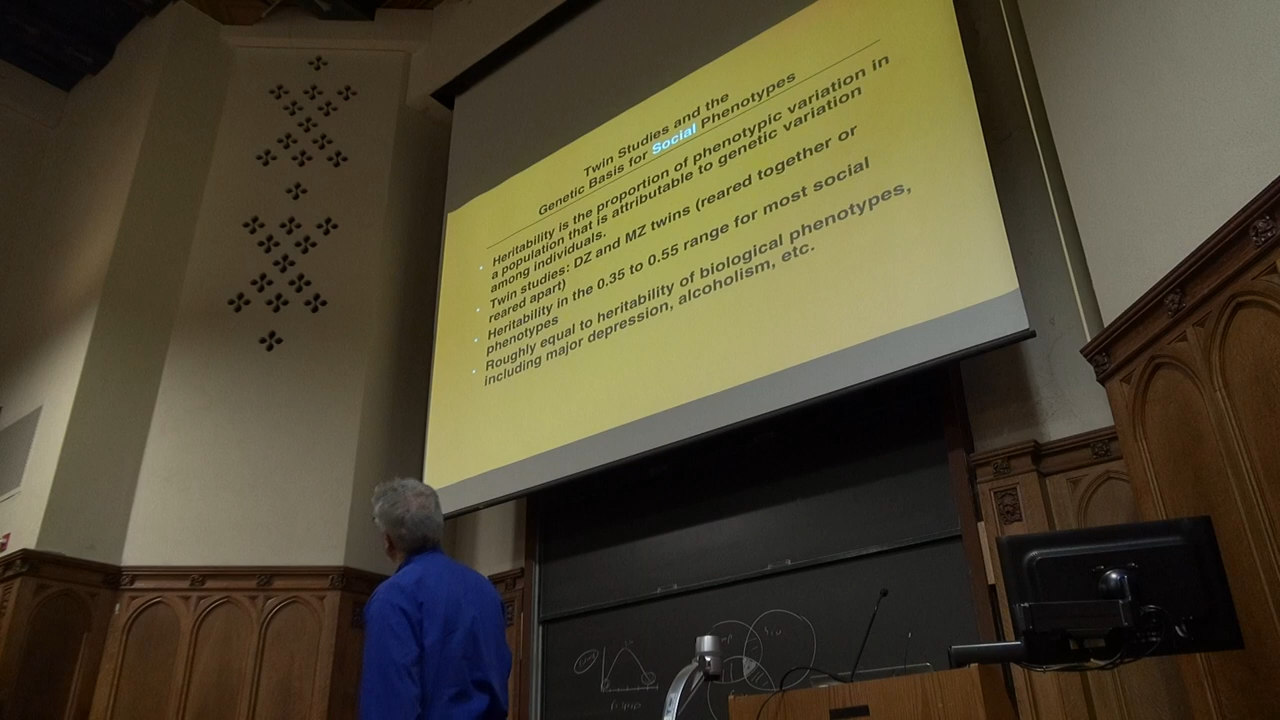 Twin Studies and the
Genetic Basis for Social Phenotypes
Heritability is the proportion of phenotypic variation in
a population that is attributable to genetic variation
among individuals.
Twin studies: DZ and MZ twins (reared together or
reared apart)
Heritability in the 0.35 to 0.55 range for most social
phenotypes
Roughly equal to heritability of biological phenotypes,
including major depression, alcoholism, etc.